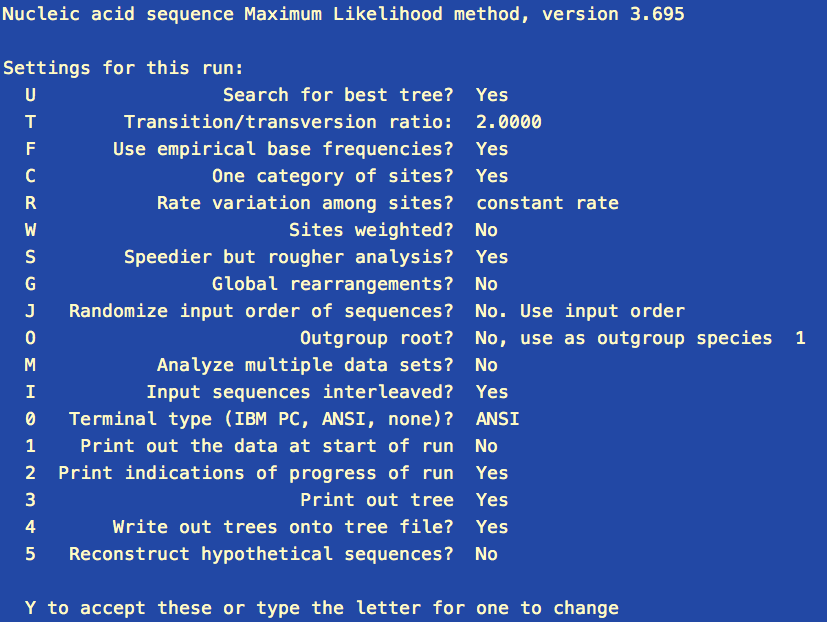 Nucleic acid sequence Maximum Likelihood method, version 3.695
Settings for this run:
U Search for best tree? Yes
T Transition/transversion ratio: 2.0000
F Use empirical base frequencies? Yes
C One category of sites? Yes
R Rate variation among sites? constant rate
W Sites weighted? No
S Speedier but rougher analysis? Yes
G Global rearrangements? No
J Randomize input order of sequences? No. Use input order
O Outgroup root? No, use as outgroup species 1
M Analyze multiple data sets? No
I Input sequences interleaved? Yes
0 Terminal type (IBM PC, ANSI, none)? ANSI
1 Print out the data at start of run No
2 Print indications of progress of run Yes
3 Print out tree Yes
4 Write out trees onto tree file? Yes
5 Reconstruct hypothetical sequences? No
Y to accept these or type the letter for one to change